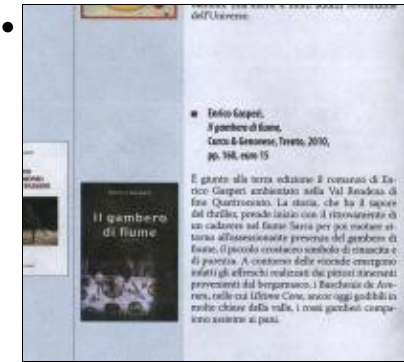 dell'Universo.
Enrico Gasperi,
Il gambero di fiume,
Curcu & Genovese, Trento, 2010,
pp. 160, euro 15
È giunto alla terza edizione il romanzo di En-
rico Gasperi ambientato nella Val Rendena di
fine Quattrocento. La storia, che ha il sapore
del thriller, prende inizio con il ritrovamento di
un cadavere nel fiume Sarca per poi ruotare at-
torno all'ossessionante presenza del gambero di
fiume, il piccolo crostaceo simbolo di rinascita e
di purezza. A contorno delle vicende emergono
infatti gli affreschi realizzati dai pittori itineranti
provenienti dal bergamasco, i Baschenis de Ave-
rara, nelle cui Ultime Cene, ancor oggi godibili in
molte chiese della valle, i rossi gamberi compa-
iono assieme ai pani.
Il gambero
di fiume